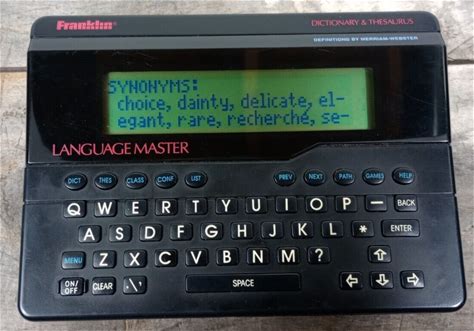 Franklin
DICTIONARY & THESAURUS
DEFINITIONS BY MERRIAM-WEBSTER
SYNONYMS:
choice, dainty, delicate, el-
egant, rare, recherché, se-
LANGUAGE MASTER
DICT THES CLASS CONF LIST PREV NEXT PATH GAMES HELP
Q W E R T Y U I O P - BACK
A S D F G H J K L * ENTER
MENU Z X C V B N M ⇧
ON/OFF CLEAR SPACE ⇦ ⇩ ⇨